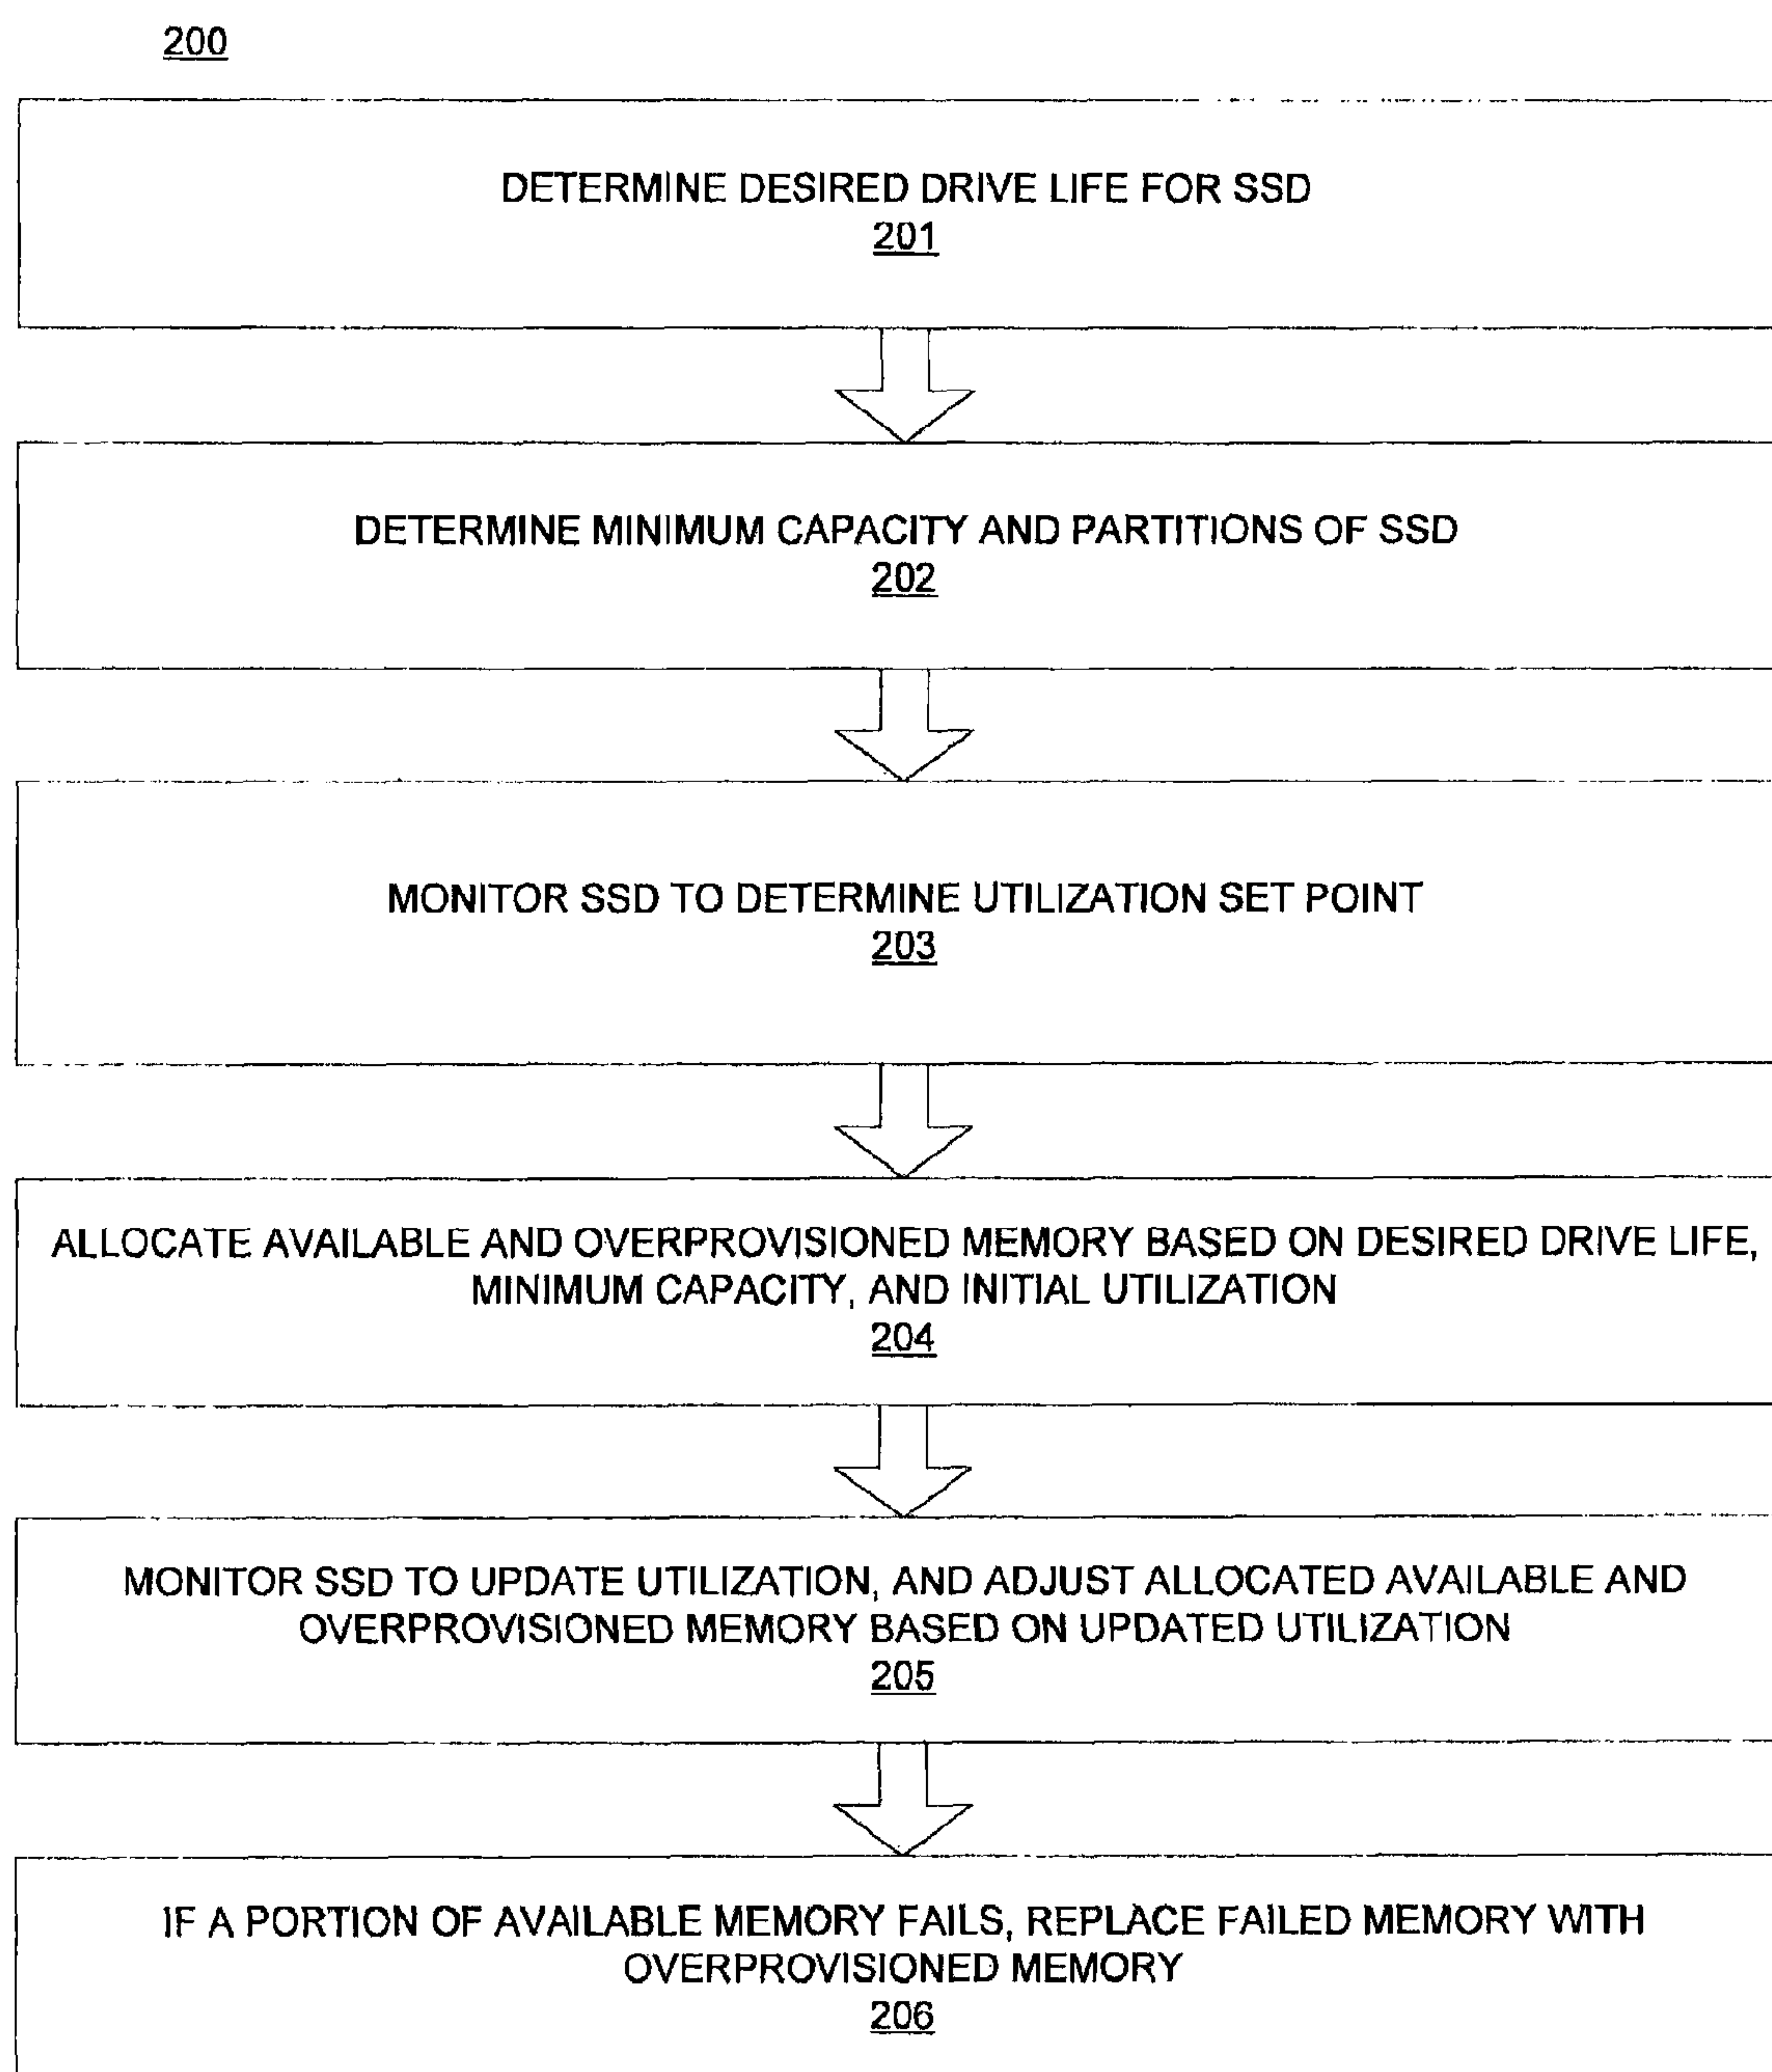 200
DETERMINE DESIRED DRIVE LIFE FOR SSD
201
DETERMINE MINIMUM CAPACITY AND PARTITIONS OF SSD
202
MONITOR SSD TO DETERMINE UTILIZATION SET POINT
203
ALLOCATE AVAILABLE AND OVERPROVISIONED MEMORY BASED ON DESIRED DRIVE LIFE,
MINIMUM CAPACITY, AND INITIAL UTILIZATION
204
MONITOR SSD TO UPDATE UTILIZATION, AND ADJUST ALLOCATED AVAILABLE AND
OVERPROVISIONED MEMORY BASED ON UPDATED UTILIZATION
205
IF A PORTION OF AVAILABLE MEMORY FAILS, REPLACE FAILED MEMORY WITH
OVERPROVISIONED MEMORY
206